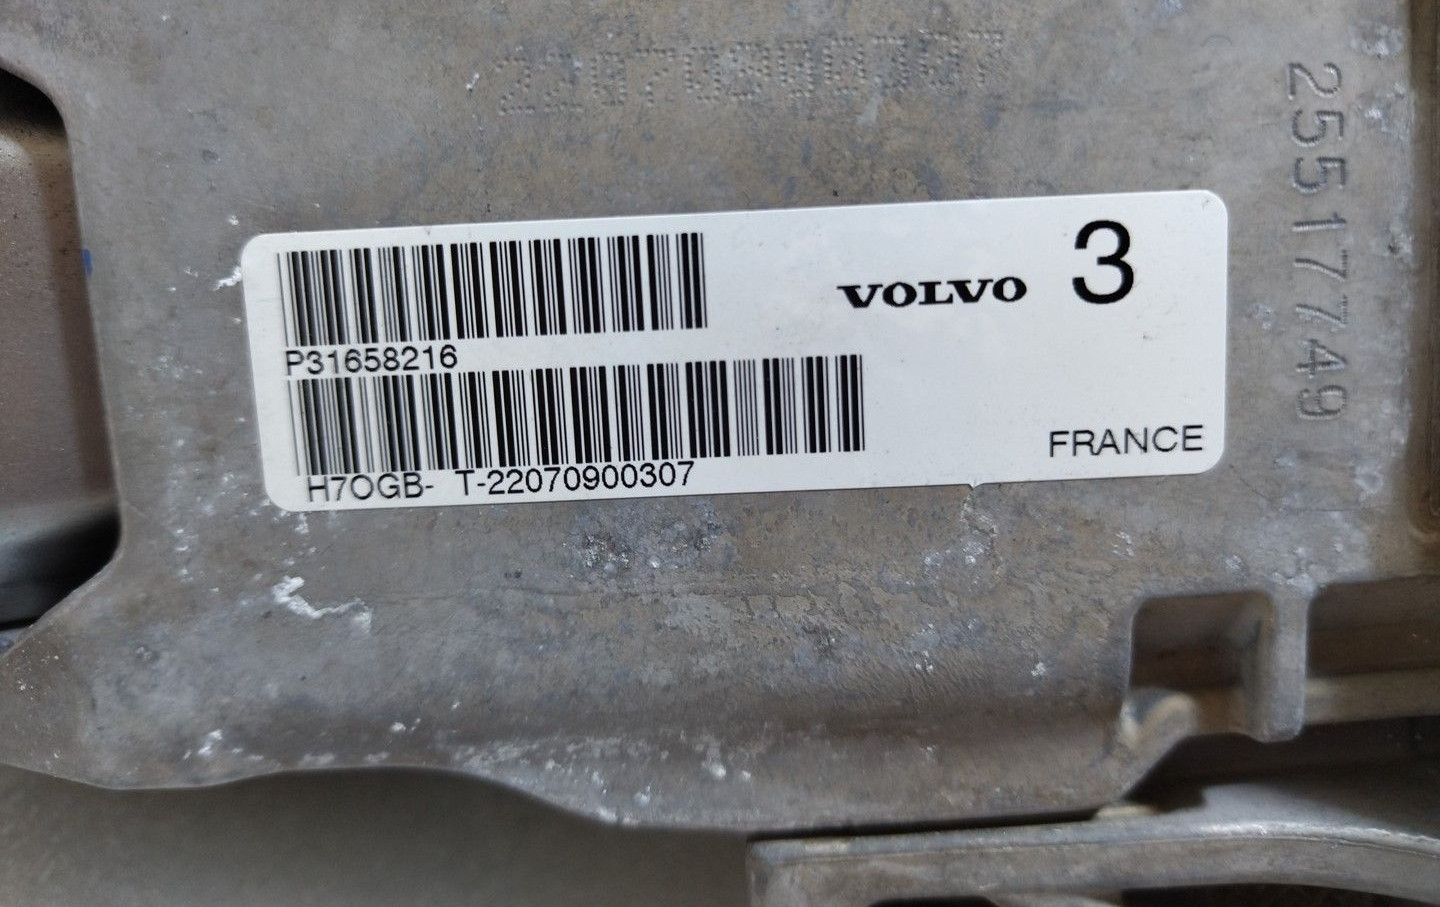 VOLVO 3
P31658216
H7OGB- T-22070900307
FRANCE
25517749